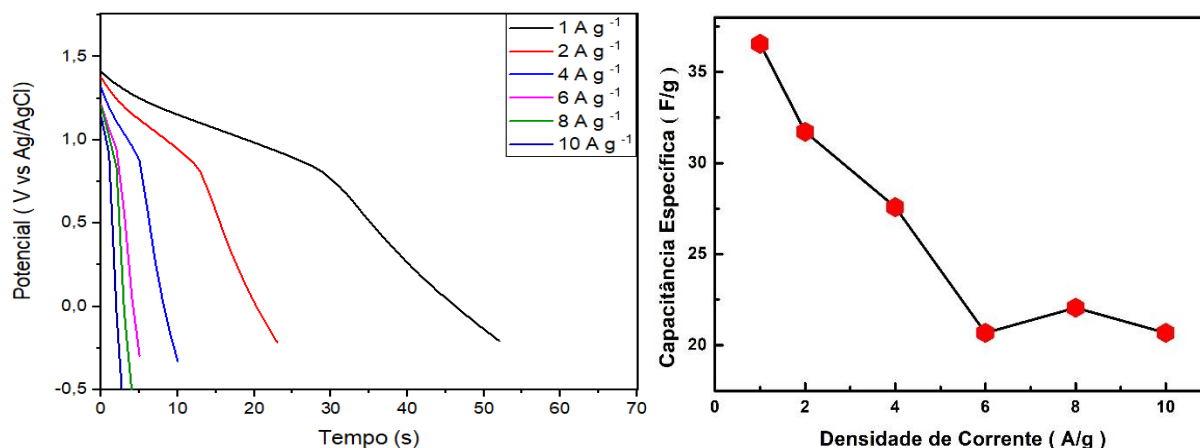 1 A g ⁻¹
2 A g ⁻¹
4 A g ⁻¹
6 A g ⁻¹
8 A g ⁻¹
10 A g ⁻¹
Potencial ( V vs Ag/AgCl)
1,5
1,0
0,5
0,0
-0,5
0 10 20 30 40 50 60 70
Tempo (s)
Capacitância Específica ( F/g )
35
30
25
20
0 2 4 6 8 10
Densidade de Corrente ( A/g )